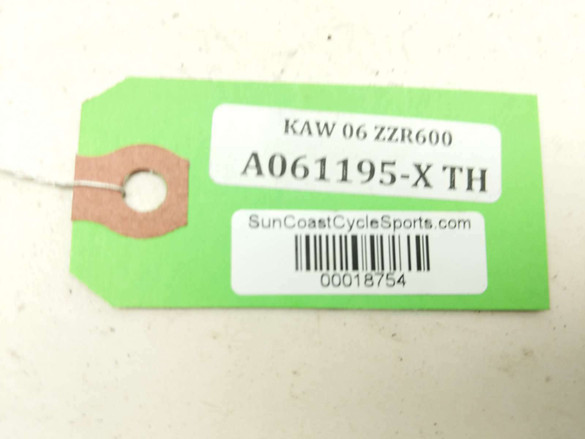 KAW 06 ZZR600
A061195-X TH
SunCoastCycleSports.com
00018754